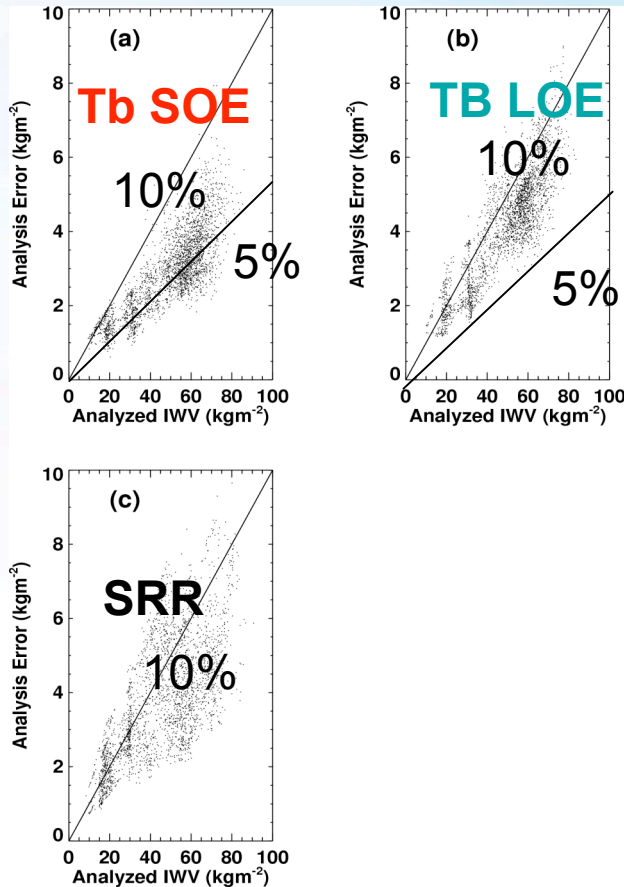 (a)
Tb SOE
10%
5%
Analysis Error (kgm-2)
10
8
6
4
2
0
0 20 40 60 80 100
Analyzed IWV (kgm-2)
(b)
TB LOE
10%
5%
Analysis Error (kgm-2)
10
8
6
4
2
0
0 20 40 60 80 100
Analyzed IWV (kgm-2)
(c)
SRR
10%
Analysis Error (kgm-2)
10
8
6
4
2
0
0 20 40 60 80 100
Analyzed IWV (kgm-2)